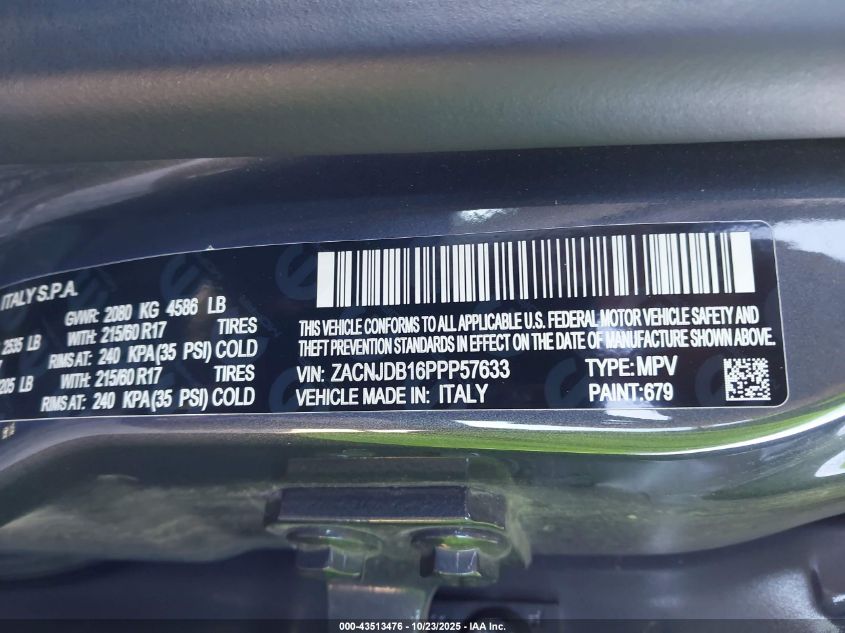 ITALY S.P.A.
GVWR: 2080 KG 4586 LB
2535 LB WITH: 215/60 R17 TIRES
RIMS AT: 240 KPA(35 PSI) COLD
205 LB WITH: 215/60 R17 TIRES
RIMS AT: 240 KPA(35 PSI) COLD
THIS VEHICLE CONFORMS TO ALL APPLICABLE U.S. FEDERAL MOTOR VEHICLE SAFETY AND
THEFT PREVENTION STANDARDS IN EFFECT ON THE DATE OF MANUFACTURE SHOWN ABOVE.
VIN: ZACNJDB16PPP57633 TYPE: MPV
VEHICLE MADE IN: ITALY PAINT:679
000-43513476 - 10/23/2025 - IAA Inc.